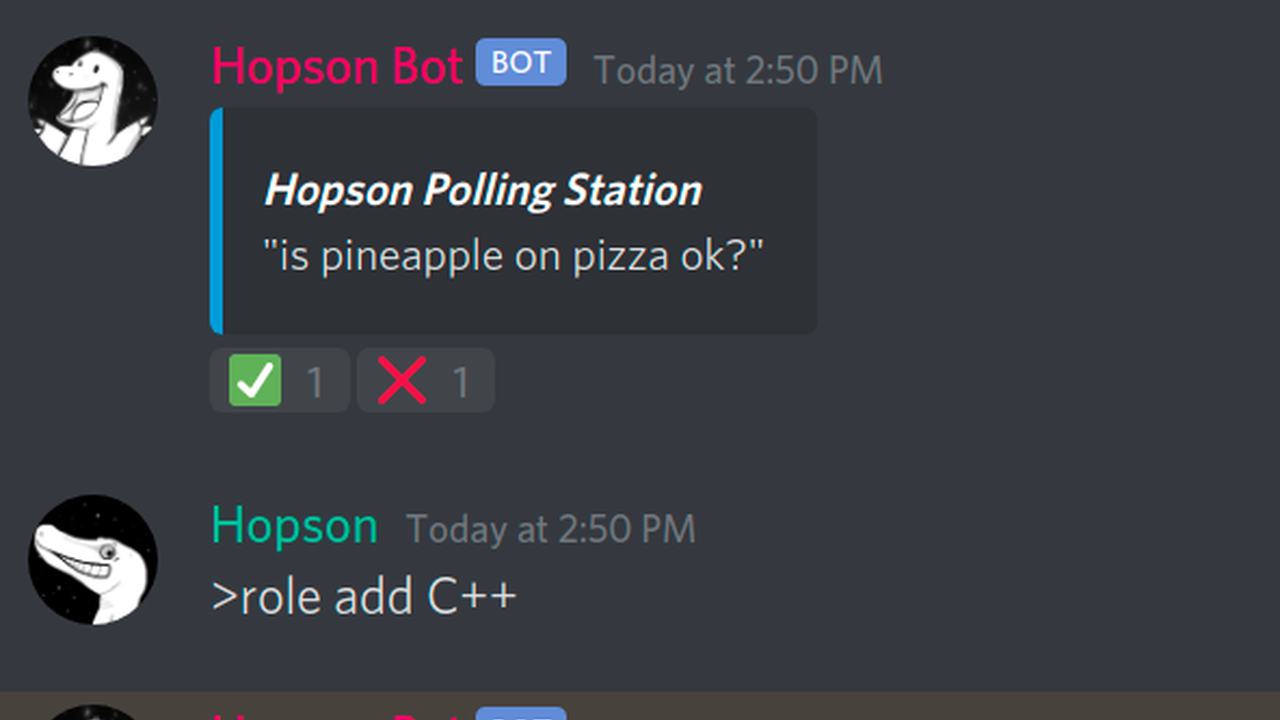 Hopson Bot BOT Today at 2:50 PM
Hopson Polling Station
"is pineapple on pizza ok?"
1 1
Hopson Today at 2:50 PM
>role add C++